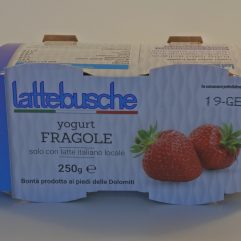 19-GE
lattebusche
yogurt
FRAGOLE
solo con latte italiano locale
250g e
Bontà prodotta ai piedi delle Dolomiti